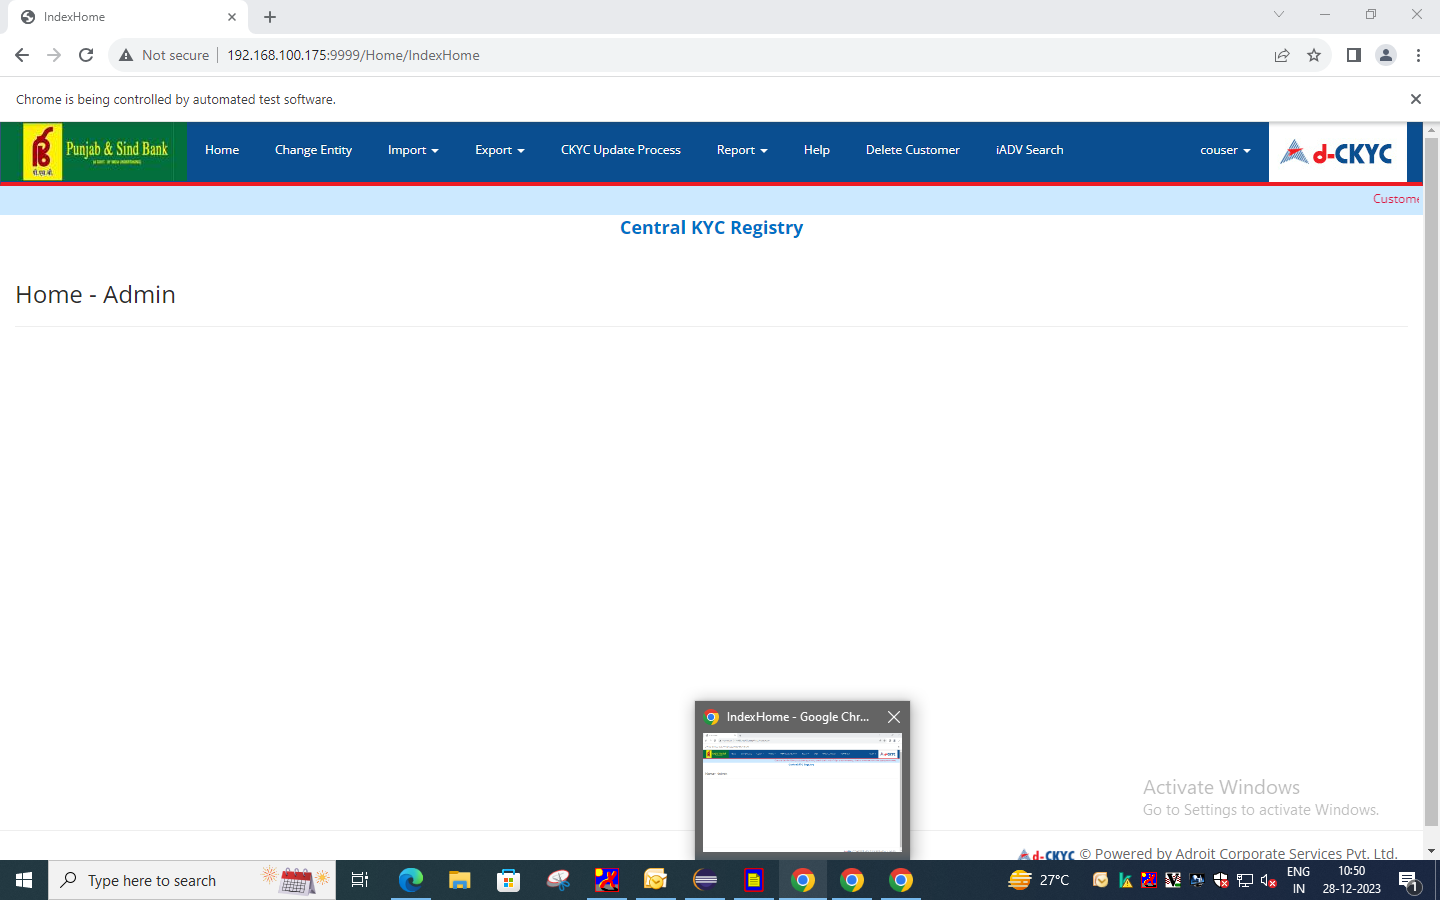 IndexHome
Not secure
192.168.100.175:9999/Home/IndexHome
Chrome is being controlled by automated test software.
Punjab & Sind Bank
Home
Change Entity
Import
Export
CKYC Update Process
Report
Help
Delete Customer
iADV Search
couser
d-CKYC
पी.एस.बी.
Custome
Central KYC Registry
Home - Admin
IndexHome - Google Chr...
Activate Windows
Go to Settings to activate Windows.
d-CKYC © Powered by Adroit Corporate Services Pvt. Ltd.
Type here to search
27°C
ENG
IN
10:50
28-12-2023
1